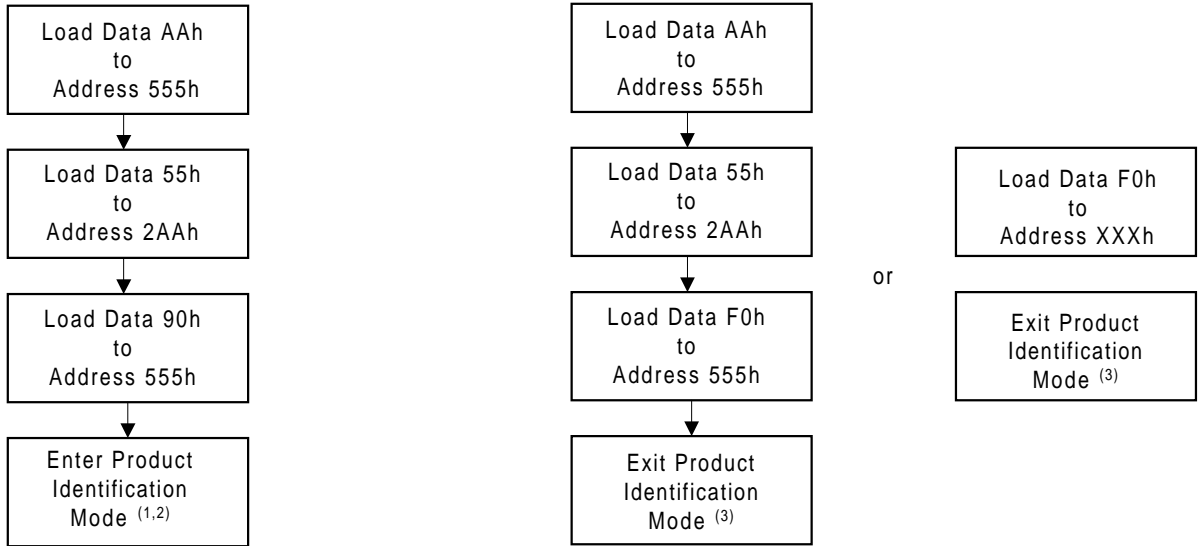 Load Data AAh
to
Address 555h
Load Data 55h
to
Address 2AAh
Load Data 90h
to
Address 555h
Enter Product
Identification
Mode (1,2)
Load Data AAh
to
Address 555h
Load Data 55h
to
Address 2AAh
Load Data F0h
to
Address 555h
Exit Product
Identification
Mode (3)
or
Load Data F0h
to
Address XXXh
Exit Product
Identification
Mode (3)